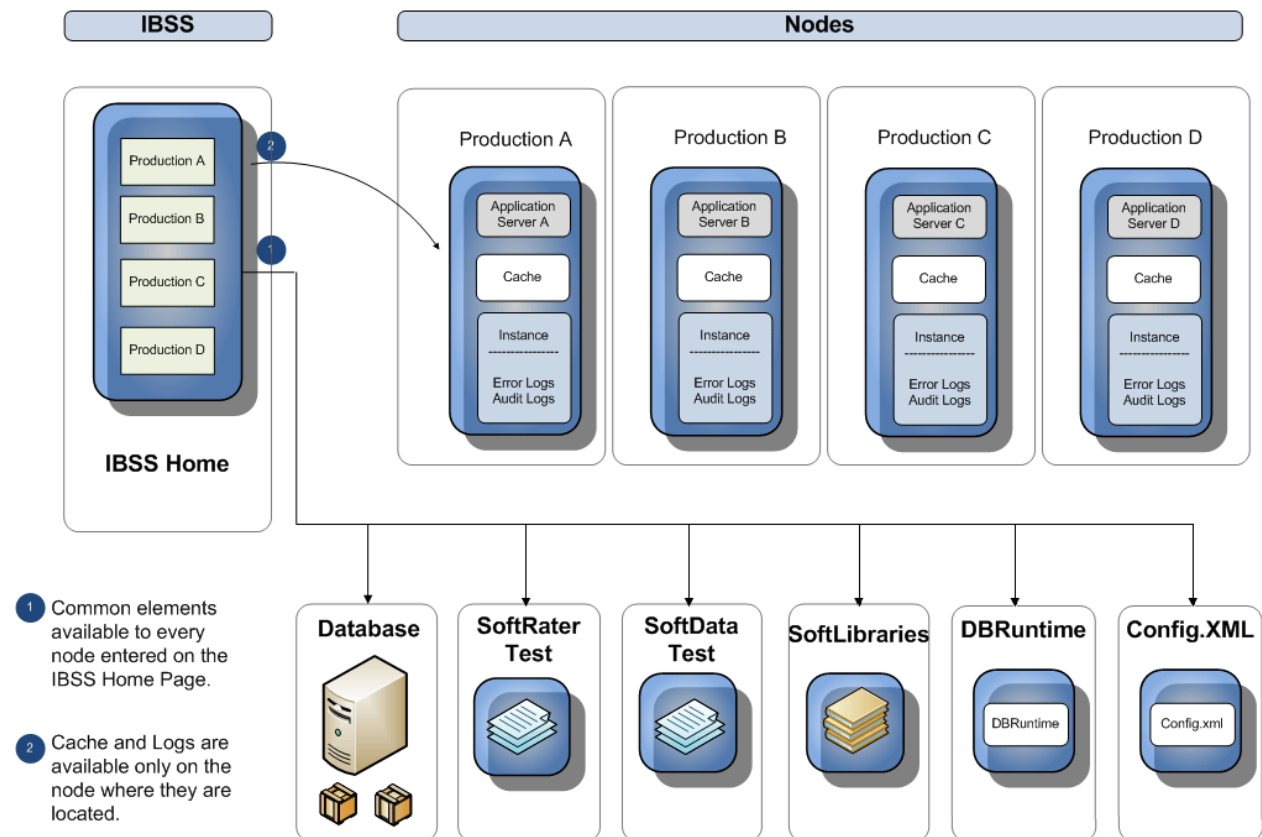 IBSS
Nodes
Production A
Production B
Production C
Production D
IBSS Home
2
1
Production A
Application
Server A
Cache
Instance
----------------
Error Logs
Audit Logs
Production B
Application
Server B
Cache
Instance
----------------
Error Logs
Audit Logs
Production C
Application
Server C
Cache
Instance
----------------
Error Logs
Audit Logs
Production D
Application
Server D
Cache
Instance
----------------
Error Logs
Audit Logs
1
Common elements
available to every
node entered on the
IBSS Home Page.
2
Cache and Logs are
available only on the
node where they are
located.
Database
SoftRater
Test
SoftData
Test
SoftLibraries
DBRuntime
DBRuntime
Config.XML
Config.xml